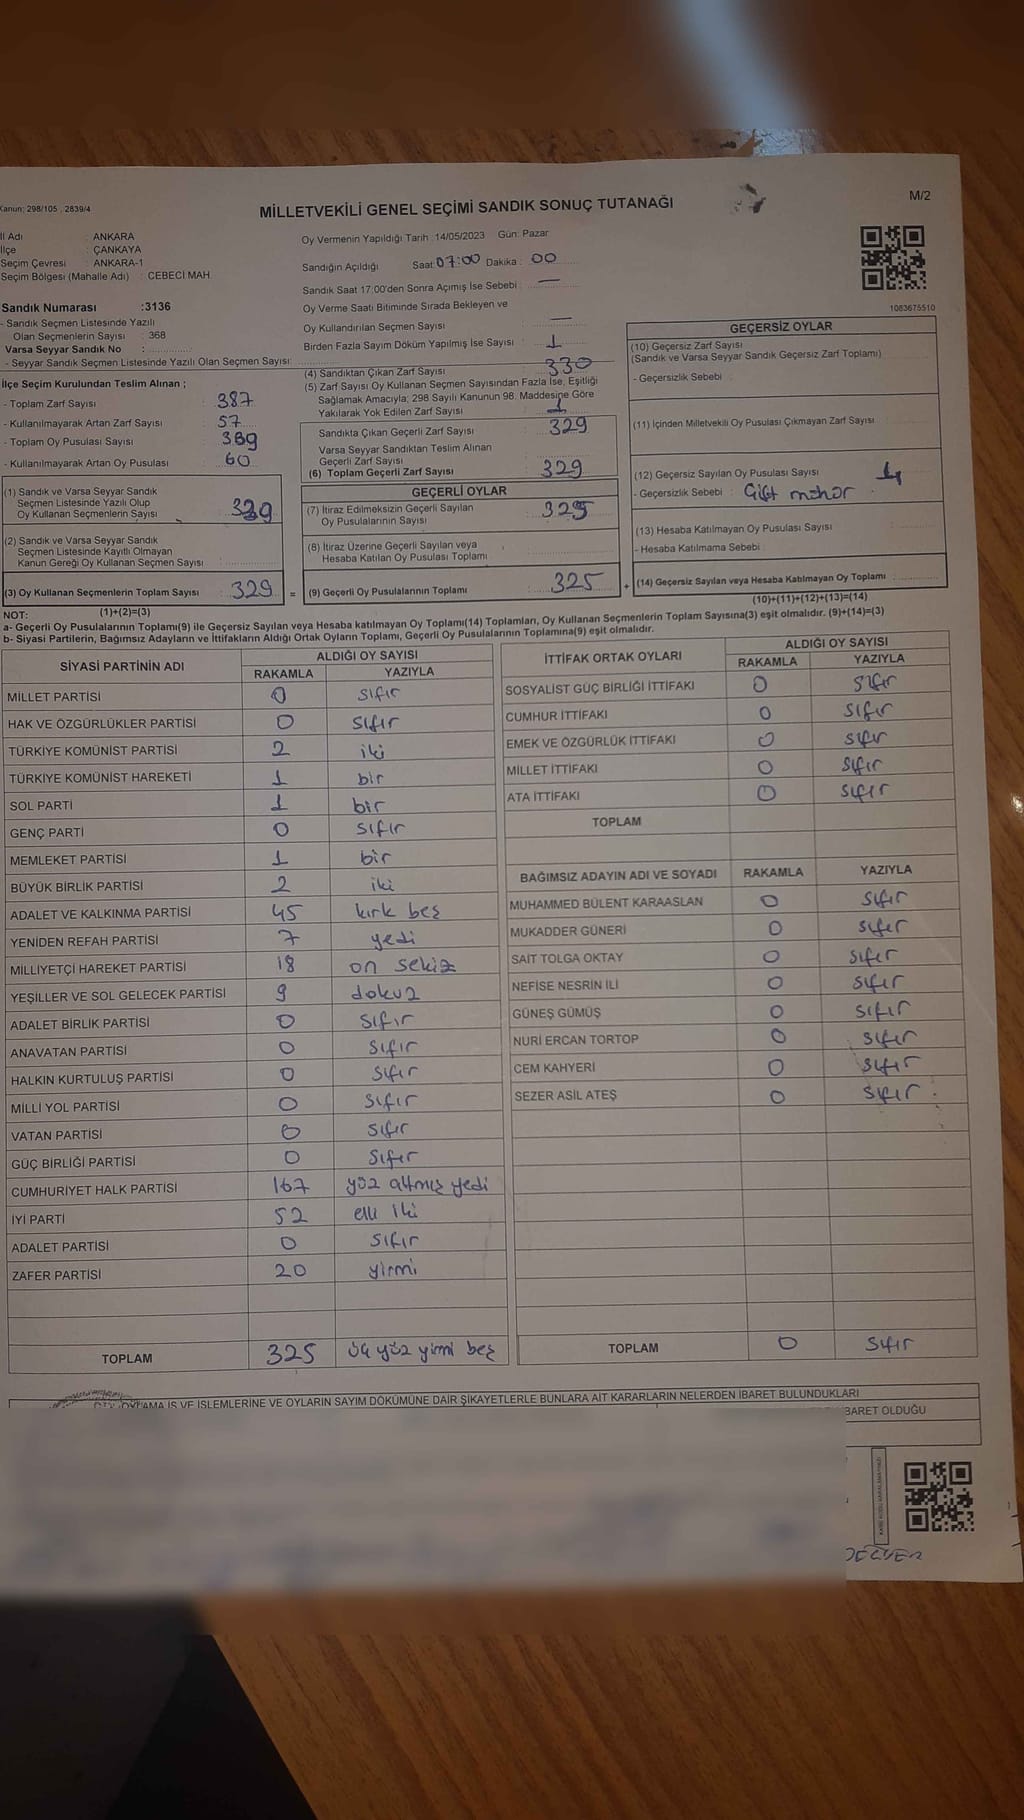 Kanun: 298/105 , 2839/4
MİLLETVEKİLİ GENEL SEÇİMİ SANDIK SONUÇ TUTANAĞI
M/2
İl Adı : ANKARA
İlçe : ÇANKAYA
Seçim Çevresi : ANKARA-1
Seçim Bölgesi (Mahalle Adı) : CEBECİ MAH.
Oy Vermenin Yapıldığı Tarih :14/05/2023 Gün: Pazar
Sandığın Açıldığı Saat 07:00 Dakika : 00
Sandık Saat 17:00'den Sonra Açımış İse Sebebi : —
Oy Verme Saati Bitiminde Sırada Bekleyen ve
Oy Kullandırılan Seçmen Sayısı —
Birden Fazla Sayım Döküm Yapılmış İse Sayısı : 1
1083675510
Sandık Numarası :3136
- Sandık Seçmen Listesinde Yazılı
Olan Seçmenlerin Sayısı : 368
Varsa Seyyar Sandık No :
- Seyyar Sandık Seçmen Listesinde Yazılı Olan Seçmen Sayısı:
İlçe Seçim Kurulundan Teslim Alınan ;
- Toplam Zarf Sayısı : 387
- Kullanılmayarak Artan Zarf Sayısı : 57
- Toplam Oy Pusulası Sayısı : 389
- Kullanılmayarak Artan Oy Pusulası : 60
(1) Sandık ve Varsa Seyyar Sandık
Seçmen Listesinde Yazılı Olup
Oy Kullanan Seçmenlerin Sayısı : 329
(2) Sandık ve Varsa Seyyar Sandık
Seçmen Listesinde Kayıtlı Olmayan
Kanun Gereği Oy Kullanan Seçmen Sayısı :
(3) Oy Kullanan Seçmenlerin Toplam Sayısı : 329
(4) Sandıktan Çıkan Zarf Sayısı : 330
(5) Zarf Sayısı Oy Kullanan Seçmen Sayısından Fazla İse, Eşitliği
Sağlamak Amacıyla; 298 Sayılı Kanunun 98. Maddesine Göre
Yakılarak Yok Edilen Zarf Sayısı : 1
Sandıkta Çıkan Geçerli Zarf Sayısı : 329
Varsa Seyyar Sandıktan Teslim Alınan
Geçerli Zarf Sayısı :
(6) Toplam Geçerli Zarf Sayısı : 329
GEÇERLİ OYLAR
(7) İtiraz Edilmeksizin Geçerli Sayılan
Oy Pusulalarının Sayısı : 325
(8) İtiraz Üzerine Geçerli Sayılan veya
Hesaba Katılan Oy Pusulası Toplamı :
= (9) Geçerli Oy Pusulalarının Toplamı : 325 +
GEÇERSİZ OYLAR
(10) Geçersiz Zarf Sayısı
(Sandık ve Varsa Seyyar Sandık Geçersiz Zarf Toplamı)
- Geçersizlik Sebebi :
(11) İçinden Milletvekili Oy Pusulası Çıkmayan Zarf Sayısı :
(12) Geçersiz Sayılan Oy Pusulası Sayısı : 4
- Geçersizlik Sebebi : Çift mühür
(13) Hesaba Katılmayan Oy Pusulası Sayısı :
- Hesaba Katılmama Sebebi :
(14) Geçersiz Sayılan veya Hesaba Katılmayan Oy Toplamı :
NOT: (1)+(2)=(3)
(10)+(11)+(12)+(13)=(14)
a- Geçerli Oy Pusulalarının Toplamı(9) ile Geçersiz Sayılan veya Hesaba katılmayan Oy Toplamı(14) Toplamları, Oy Kullanan Seçmenlerin Toplam Sayısına(3) eşit olmalıdır. (9)+(14)=(3)
b- Siyasi Partilerin, Bağımsız Adayların ve İttifakların Aldığı Ortak Oyların Toplamı, Geçerli Oy Pusulalarının Toplamına(9) eşit olmalıdır.
SİYASİ PARTİNİN ADI ALDIĞI OY SAYISI
RAKAMLA YAZIYLA
MİLLET PARTİSİ 0 sıfır
HAK VE ÖZGÜRLÜKLER PARTİSİ 0 sıfır
TÜRKİYE KOMÜNİST PARTİSİ 2 iki
TÜRKİYE KOMÜNİST HAREKETİ 1 bir
SOL PARTİ 1 bir
GENÇ PARTİ 0 sıfır
MEMLEKET PARTİSİ 1 bir
BÜYÜK BİRLİK PARTİSİ 2 iki
ADALET VE KALKINMA PARTİSİ 45 kırk beş
YENİDEN REFAH PARTİSİ 7 yedi
MİLLİYETÇİ HAREKET PARTİSİ 18 on sekiz
YEŞİLLER VE SOL GELECEK PARTİSİ 9 dokuz
ADALET BİRLİK PARTİSİ 0 sıfır
ANAVATAN PARTİSİ 0 sıfır
HALKIN KURTULUŞ PARTİSİ 0 sıfır
MİLLİ YOL PARTİSİ 0 sıfır
VATAN PARTİSİ 0 sıfır
GÜÇ BİRLİĞİ PARTİSİ 0 sıfır
CUMHURİYET HALK PARTİSİ 167 yüz altmış yedi
İYİ PARTİ 52 elli iki
ADALET PARTİSİ 0 sıfır
ZAFER PARTİSİ 20 yirmi
TOPLAM 325 üç yüz yirmi beş
İTTİFAK ORTAK OYLARI ALDIĞI OY SAYISI
RAKAMLA YAZIYLA
SOSYALİST GÜÇ BİRLİĞİ İTTİFAKI 0 sıfır
CUMHUR İTTİFAKI 0 sıfır
EMEK VE ÖZGÜRLÜK İTTİFAKI 0 sıfır
MİLLET İTTİFAKI 0 sıfır
ATA İTTİFAKI 0 sıfır
TOPLAM
BAĞIMSIZ ADAYIN ADI VE SOYADI RAKAMLA YAZIYLA
MUHAMMED BÜLENT KARAASLAN 0 sıfır
MUKADDER GÜNERİ 0 sıfır
SAİT TOLGA OKTAY 0 sıfır
NEFİSE NESRİN İLİ 0 sıfır
GÜNEŞ GÜMÜŞ 0 sıfır
NURİ ERCAN TORTOP 0 sıfır
CEM KAHYERİ 0 sıfır
SEZER ASİL ATEŞ 0 sıfır
TOPLAM 0 sıfır
OYLAMA İŞ VE İŞLEMLERİNE VE OYLARIN SAYIM DÖKÜMÜNE DAİR ŞİKAYETLERLE BUNLARA AİT KARARLARIN NELERDEN İBARET BULUNDUKLARI
BARET OLDUĞU